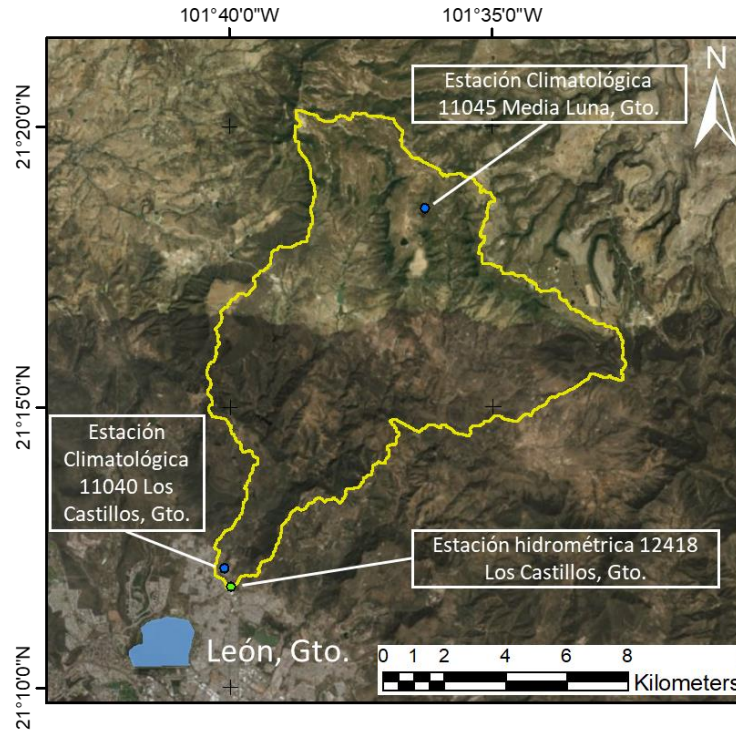 101°40'0"W
101°35'0"W
N
Estación Climatológica
11045 Media Luna, Gto.
21°20'0"N
21°15'0"N
Estación
Climatológica
11040 Los
Castillos, Gto.
Estación hidrométrica 12418
Los Castillos, Gto.
León, Gto.
0 1 2 4 6 8
Kilometers
21°10'0"N